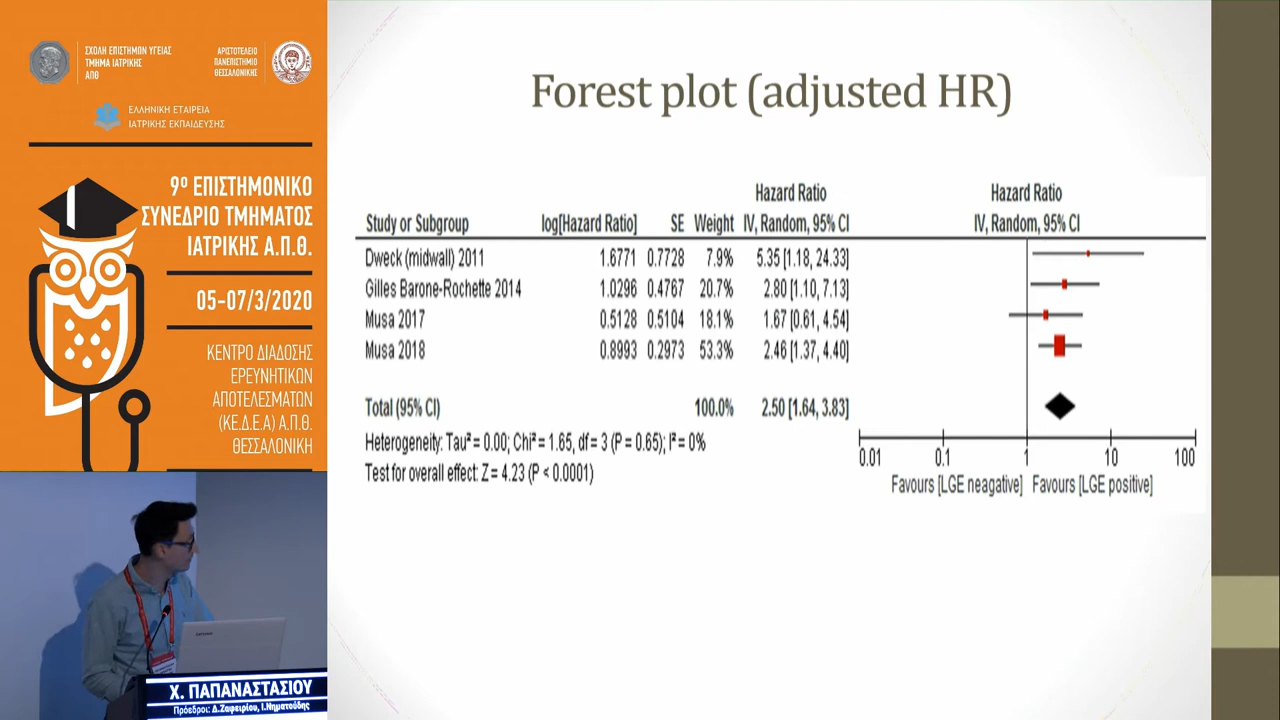 ΣΧΟΛΗ ΕΠΙΣΤΗΜΩΝ ΥΓΕΙΑΣ
ΤΜΗΜΑ ΙΑΤΡΙΚΗΣ
ΑΠΘ
ΑΡΙΣΤΟΤΕΛΕΙΟ
ΠΑΝΕΠΙΣΤΗΜΙΟ
ΘΕΣΣΑΛΟΝΙΚΗΣ
ΕΛΛΗΝΙΚΗ ΕΤΑΙΡΕΙΑ
ΙΑΤΡΙΚΗΣ ΕΚΠΑΙΔΕΥΣΗΣ
9ο ΕΠΙΣΤΗΜΟΝΙΚΟ
ΣΥΝΕΔΡΙΟ ΤΜΗΜΑΤΟΣ
ΙΑΤΡΙΚΗΣ Α.Π.Θ.
05-07/3/2020
ΚΕΝΤΡΟ ΔΙΑΔΟΣΗΣ
ΕΡΕΥΝΗΤΙΚΩΝ
ΑΠΟΤΕΛΕΣΜΑΤΩΝ
(ΚΕ.Δ.Ε.Α) Α.Π.Θ.
ΘΕΣΣΑΛΟΝΙΚΗ
Lenovo
Χ. ΠΑΠΑΝΑΣΤΑΣΙΟΥ
Πρόεδροι: Δ.Ζαφειρίου, Ι.Νηματούδης
Forest plot (adjusted HR)
Hazard Ratio Hazard Ratio
Study or Subgroup log[Hazard Ratio] SE Weight IV, Random, 95% CI IV, Random, 95% CI
Dweck (midwall) 2011 1.6771 0.7728 7.9% 5.35 [1.18, 24.33]
Gilles Barone-Rochette 2014 1.0296 0.4767 20.7% 2.80 [1.10, 7.13]
Musa 2017 0.5128 0.5104 18.1% 1.67 [0.61, 4.54]
Musa 2018 0.8993 0.2973 53.3% 2.46 [1.37, 4.40]
Total (95% CI) 100.0% 2.50 [1.64, 3.83]
Heterogeneity: Tau² = 0.00; Chi² = 1.65, df = 3 (P = 0.65); I² = 0%
Test for overall effect: Z = 4.23 (P < 0.0001)
0.01 0.1 1 10 100
Favours [LGE neagative] Favours [LGE positive]